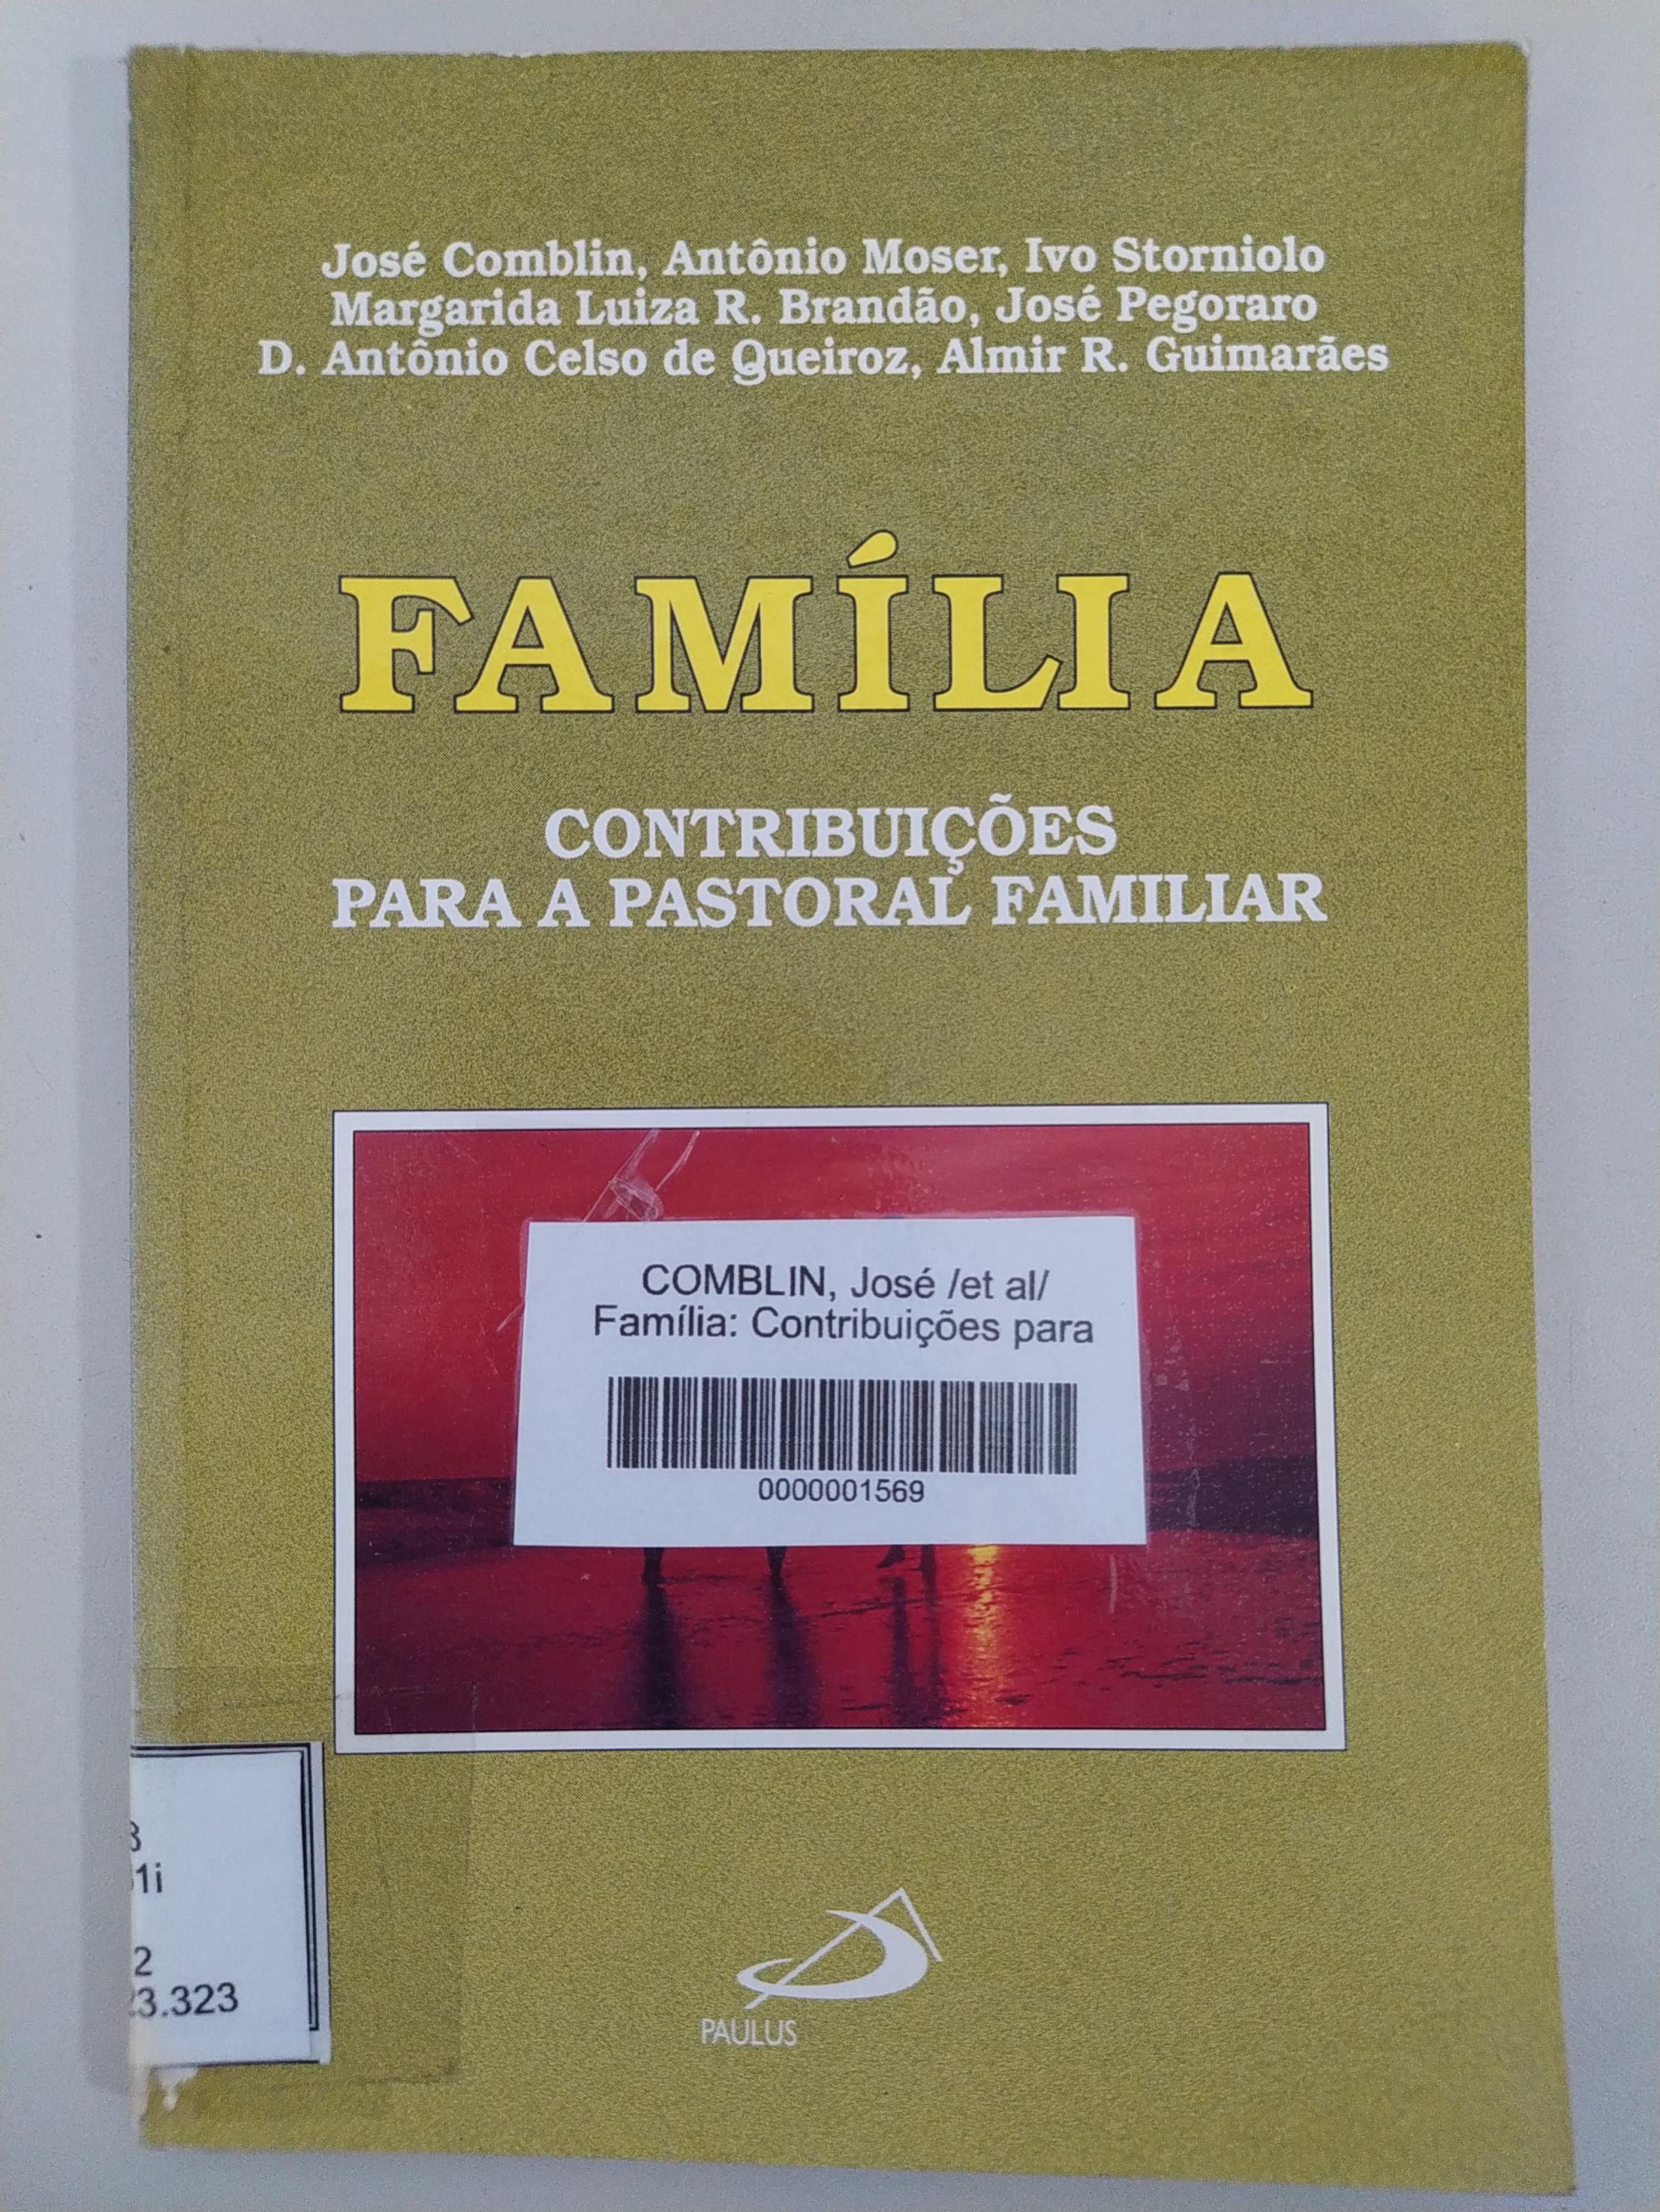 José Comblin, Antônio Moser, Ivo Storniolo
Margarida Luiza R. Brandão, José Pegoraro
D. Antônio Celso de Queiroz, Almir R. Guimarães
FAMÍLIA
CONTRIBUIÇÕES
PARA A PASTORAL FAMILIAR
COMBLIN, José /et al/
Família: Contribuições para
0000001569
1i
2
3.323
PAULUS